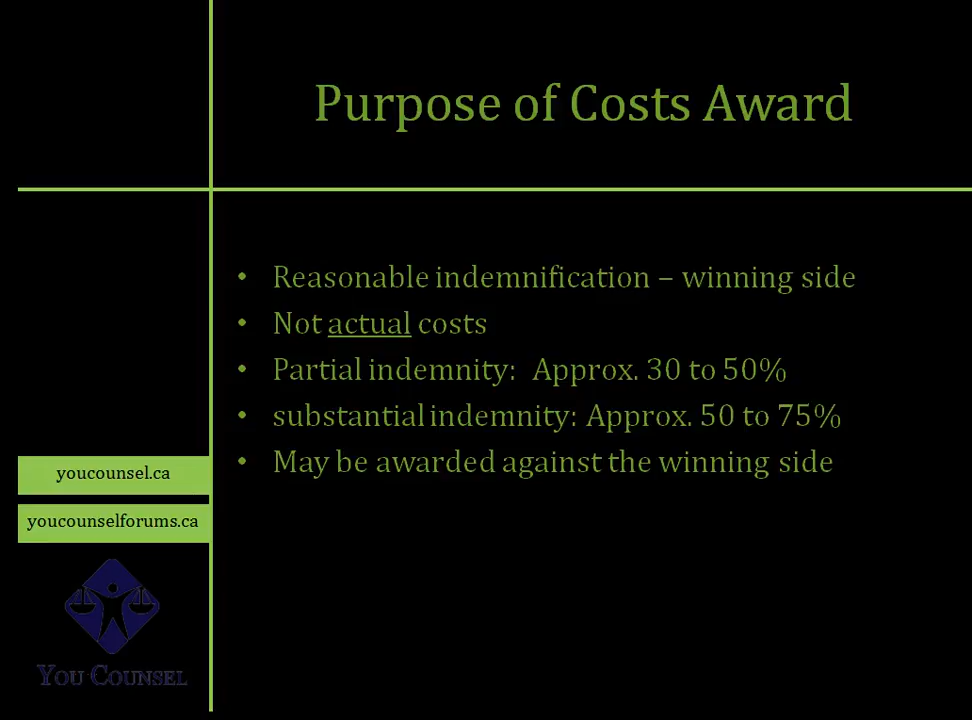 Purpose of Costs Award
• Reasonable indemnification – winning side
• Not actual costs
• Partial indemnity: Approx. 30 to 50%
• substantial indemnity: Approx. 50 to 75%
• May be awarded against the winning side
youcounsel.ca
youcounselforums.ca
YOU COUNSEL